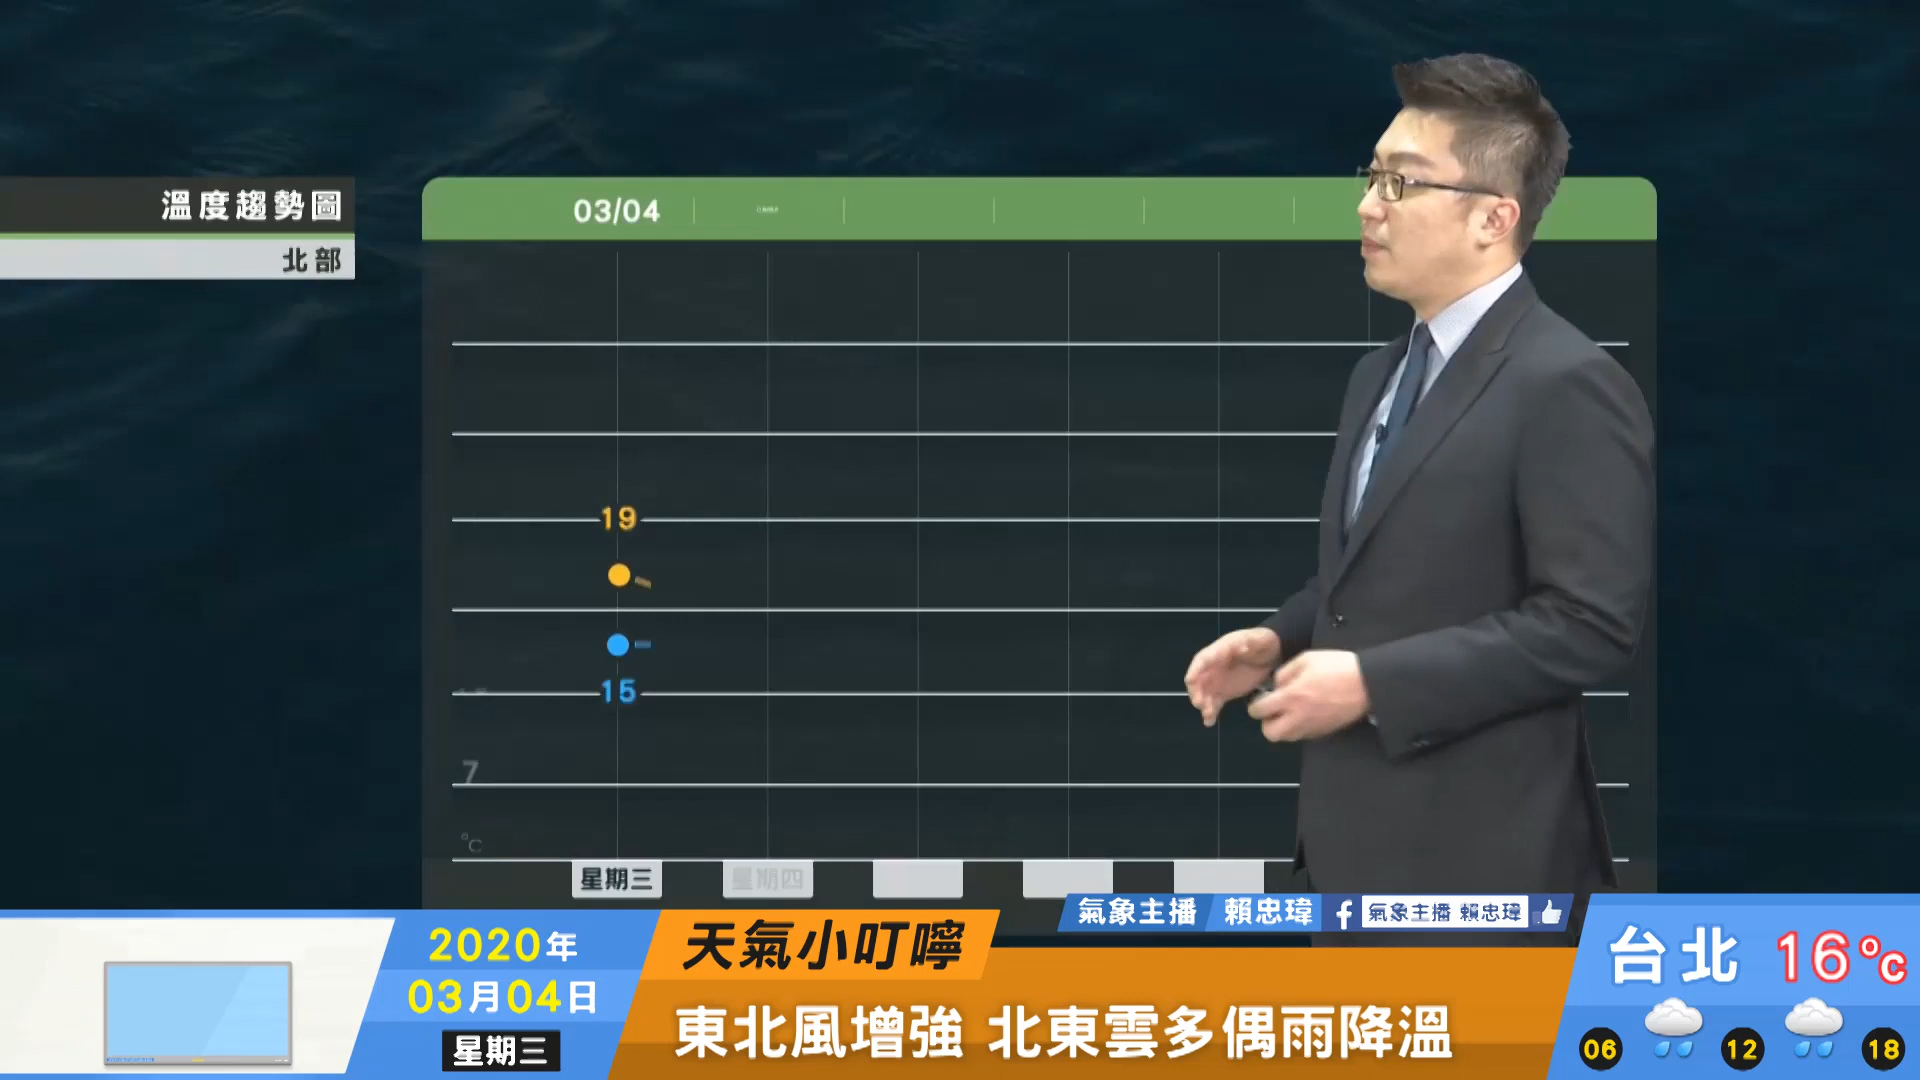 溫度趨勢圖
北部
03/04
19
15
7
°C
星期三
星期四
氣象主播 賴忠瑋
氣象主播 賴忠瑋
2020年
03月04日
星期三
天氣小叮嚀
東北風增強 北東雲多偶雨降溫
台北 16°C
06 12 18